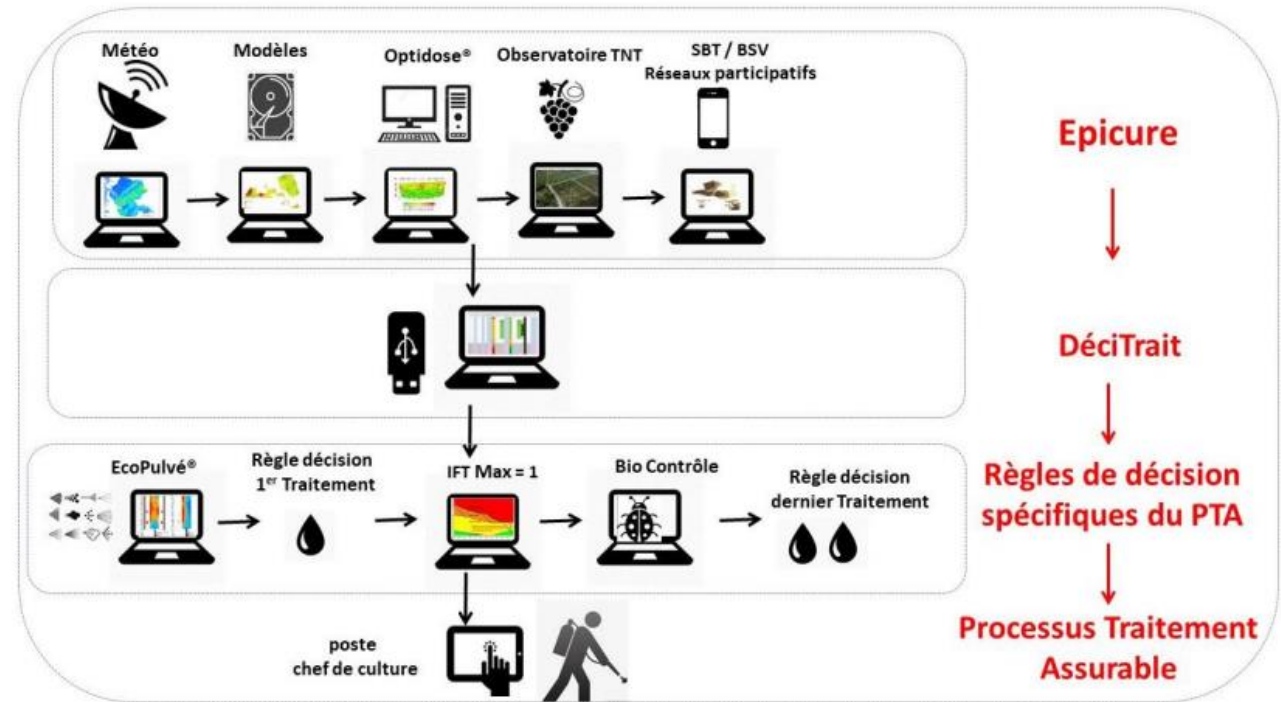 Météo
Modèles
Optidose®
Observatoire TNT
SBT / BSV
Réseaux participatifs
Epicure
DéciTrait
EcoPulvé®
Règle décision
1er Traitement
IFT Max = 1
Bio Contrôle
Règle décision
dernier Traitement
Règles de décision
spécifiques du PTA
poste
chef de culture
Processus Traitement
Assurable